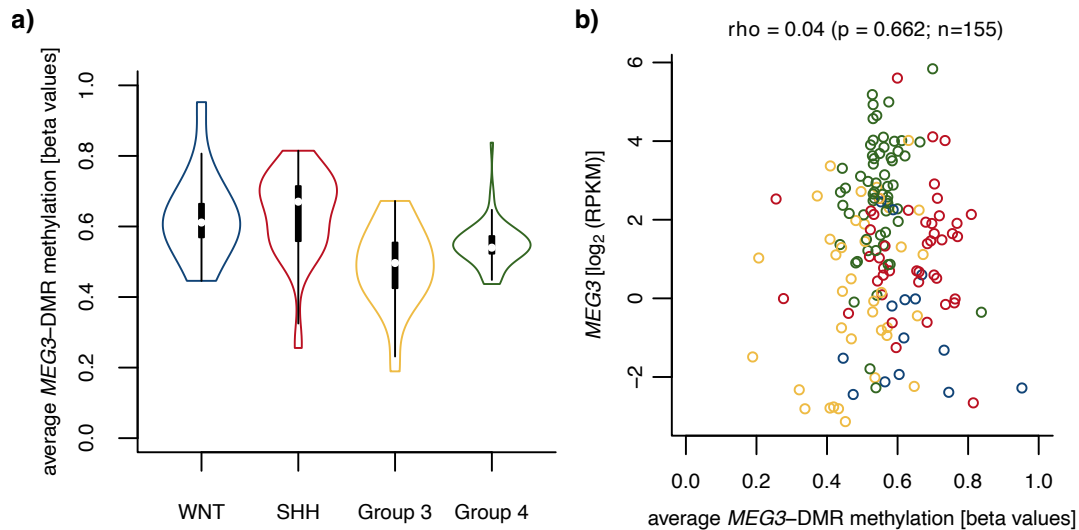 a)
average MEG3–DMR methylation [beta values]
1.0
0.8
0.6
0.4
0.2
0.0
WNT SHH Group 3 Group 4
b)
rho = 0.04 (p = 0.662; n=155)
MEG3 [log2 (RPKM)]
6
4
2
0
−2
0.0 0.2 0.4 0.6 0.8 1.0
average MEG3–DMR methylation [beta values]